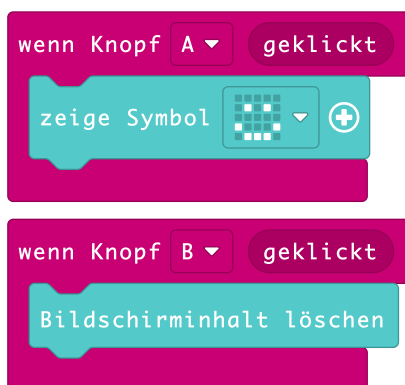 wenn Knopf A geklickt
zeige Symbol
wenn Knopf B geklickt
Bildschirminhalt löschen